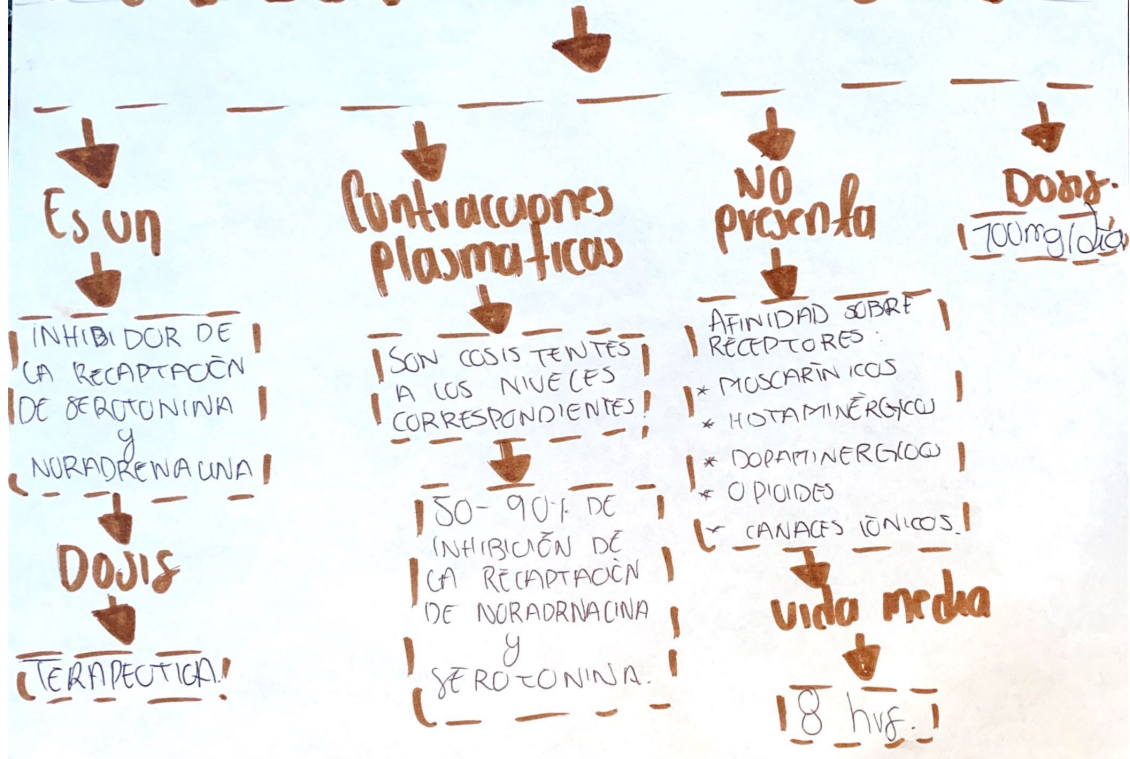 Es un
INHIBIDOR DE
LA RECAPTACIÓN
DE SEROTONINA
y
NORADRENALINA
Dosis
TERAPEUTICA.
Contracciones
plasmaticas
SON COSISTENTES
A LOS NIVELES
CORRESPONDIENTES.
50-90% DE
INHIBICIÓN DE
LA RECAPTACIÓN
DE NORADRNALINA
y
SEROTONINA.
NO
presenta
AFINIDAD SOBRE
RECEPTORES:
* MOSCARÍNICOS
* HOTAMINÉRGICO
* DOPAMINERGICO
* OPIOIDES
* CANALES IÓNICOS.
vida media
8 hrs.
Dosis.
100mg/día